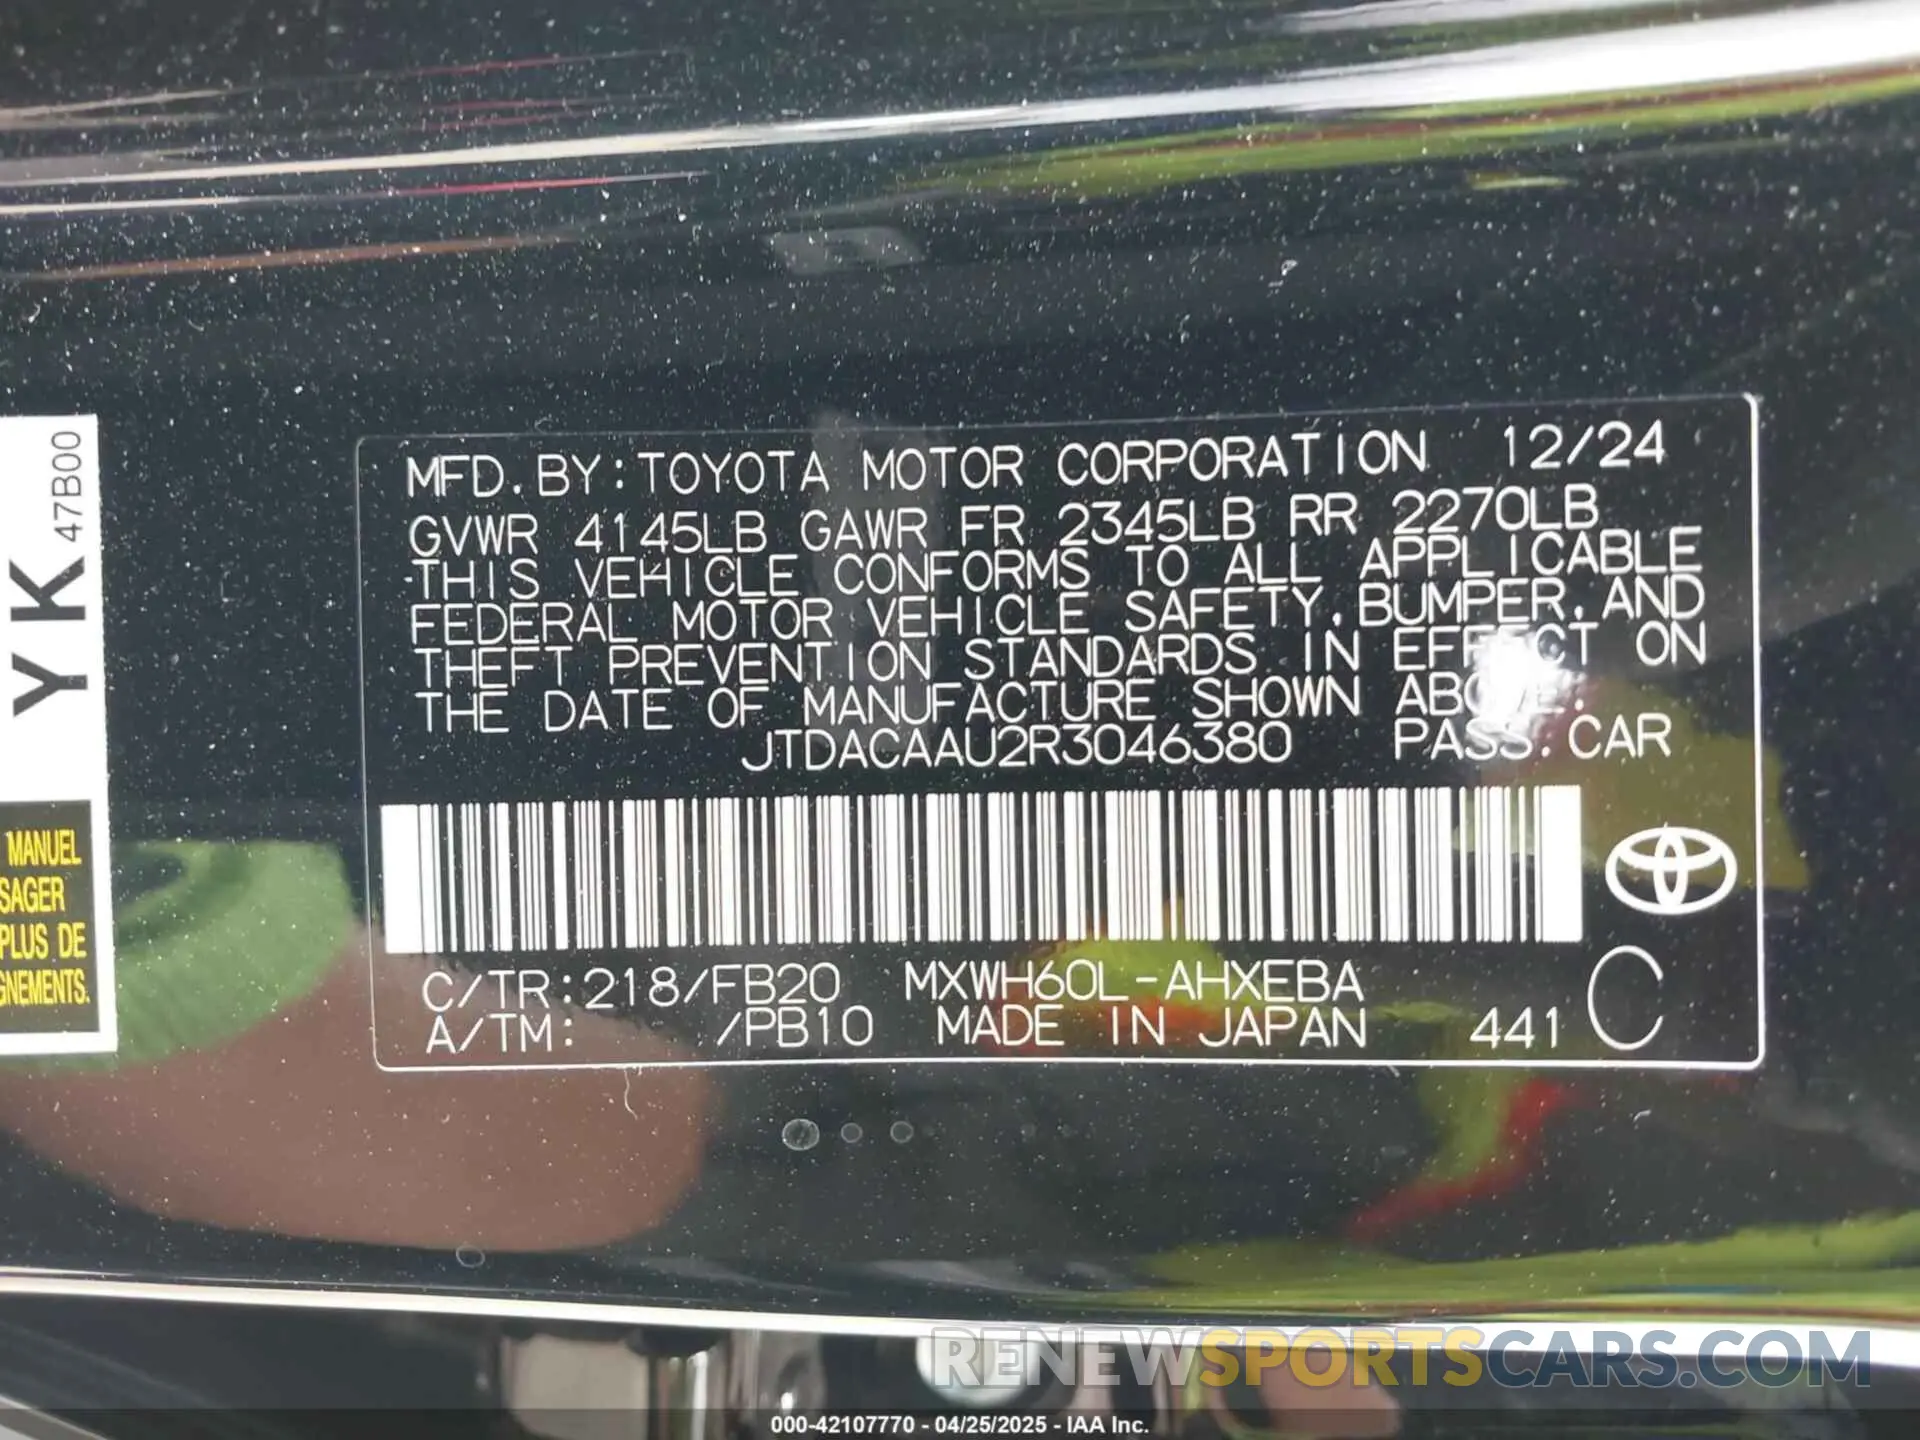 MFD. BY: TOYOTA MOTOR CORPORATION 12/24
GVWR 4145LB GAWR FR 2345LB RR 2270LB
THIS VEHICLE CONFORMS TO ALL APPLICABLE
FEDERAL MOTOR VEHICLE SAFETY, BUMPER, AND
THEFT PREVENTION STANDARDS IN EFFECT ON
THE DATE OF MANUFACTURE SHOWN ABOVE.
JTDACAAU2R3046380 PASS. CAR
C/TR: 218/FB20 MXWH60L-AHXEBA
A/TM: /PB10 MADE IN JAPAN 441 C
YK 47B00
MANUEL
SAGER
PLUS DE
GNEMENTS.
RENEWSPORTSCARS.COM
000-42107770 - 04/25/2025 - IAA Inc.